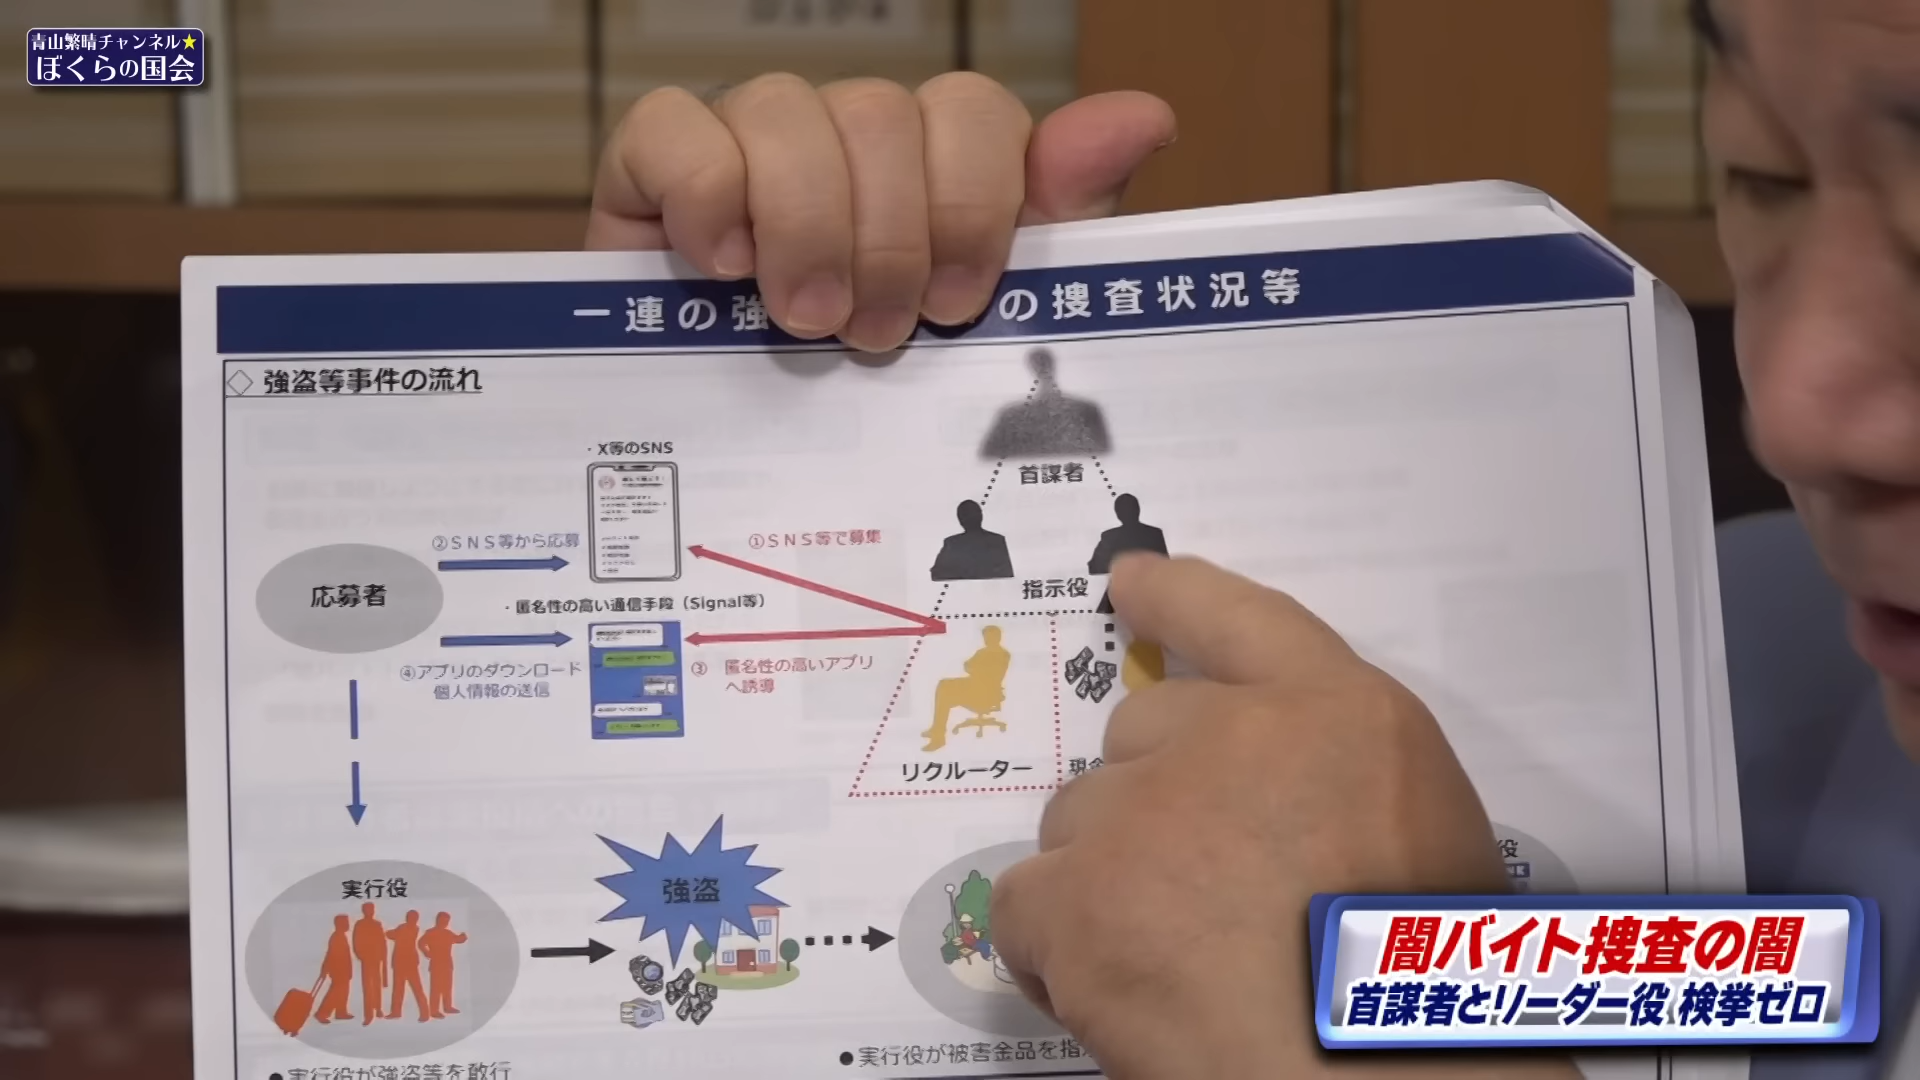 青山繁晴チャンネル★
ぼくらの国会
一連の強 の捜査状況等
◇ 強盗等事件の流れ
・X等のSNS
首謀者
②SNS等から応募
①SNS等で募集
応募者
指示役
・匿名性の高い通信手段（Signal等）
④アプリのダウンロード
個人情報の送信
③ 匿名性の高いアプリ
へ誘導
リクルーター
現金
実行役
強盗
役
●実行役が強盗等を敢行
●実行役が被害金品を指
闇バイト捜査の闇
首謀者とリーダー役 検挙ゼロ